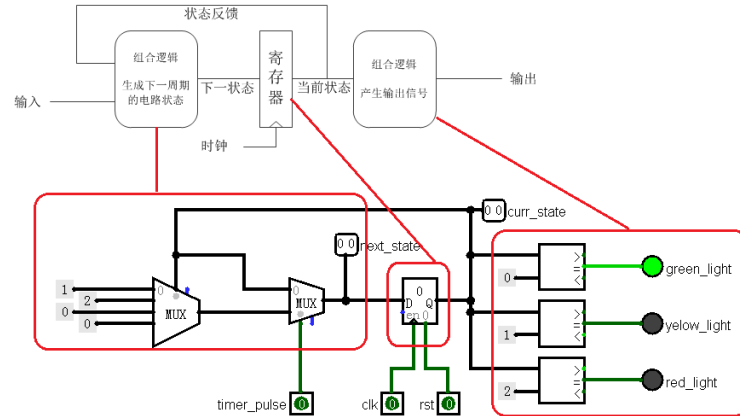 状态反馈
组合逻辑
生成下一周期
的电路状态
输入
下一状态
寄存器
时钟
当前状态
组合逻辑
产生输出信号
输出
0 0
curr_state
0 0
next_state
1
2
0
0
0
MUX
0
MUX
timer_pulse
0
0
D Q
en 0
clk
0
rst
0
0
>
=
<
green_light
1
>
=
<
yelow_light
2
>
=
<
red_light